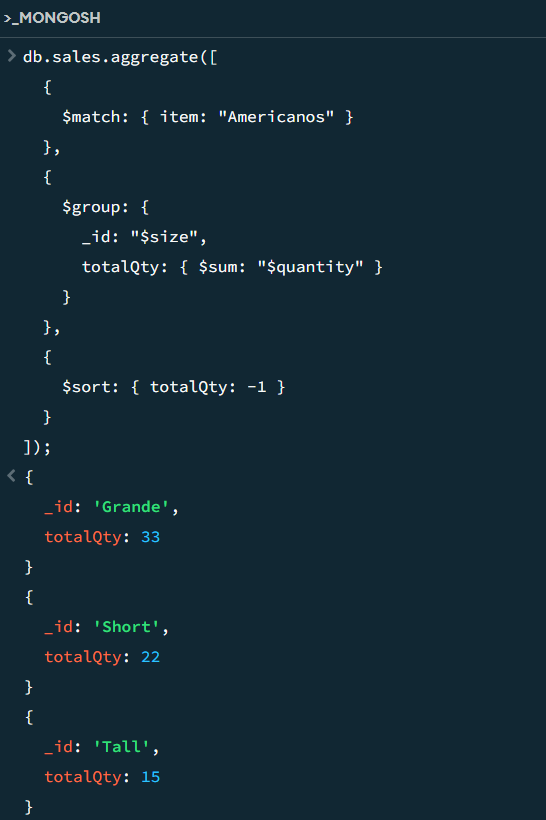 >_MONGOSH
> db.sales.aggregate([
{
$match: { item: "Americanos" }
},
{
$group: {
_id: "$size",
totalQty: { $sum: "$quantity" }
}
},
{
$sort: { totalQty: -1 }
}
]);
< {
_id: 'Grande',
totalQty: 33
}
{
_id: 'Short',
totalQty: 22
}
{
_id: 'Tall',
totalQty: 15
}